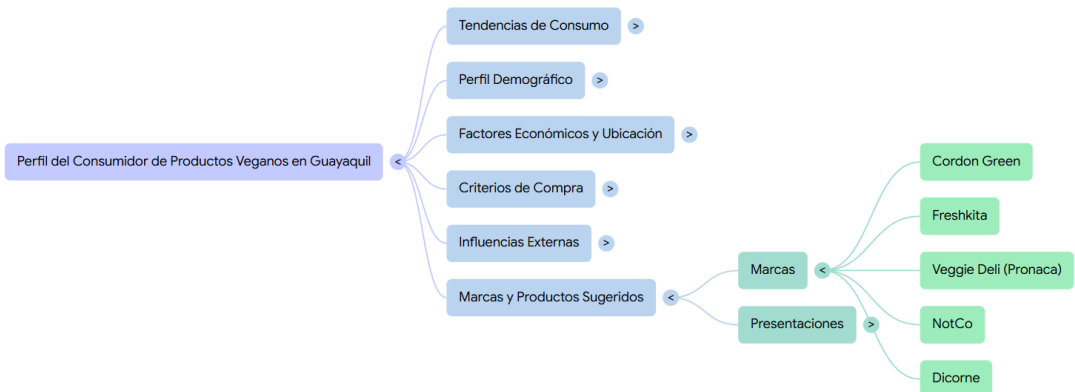 Perfil del Consumidor de Productos Veganos en Guayaquil
<
Tendencias de Consumo
>
Perfil Demográfico
>
Factores Económicos y Ubicación
>
Criterios de Compra
>
Influencias Externas
>
Marcas y Productos Sugeridos
<
Marcas
<
Cordon Green
Freshkita
Veggie Deli (Pronaca)
NotCo
Dicorne
Presentaciones
>